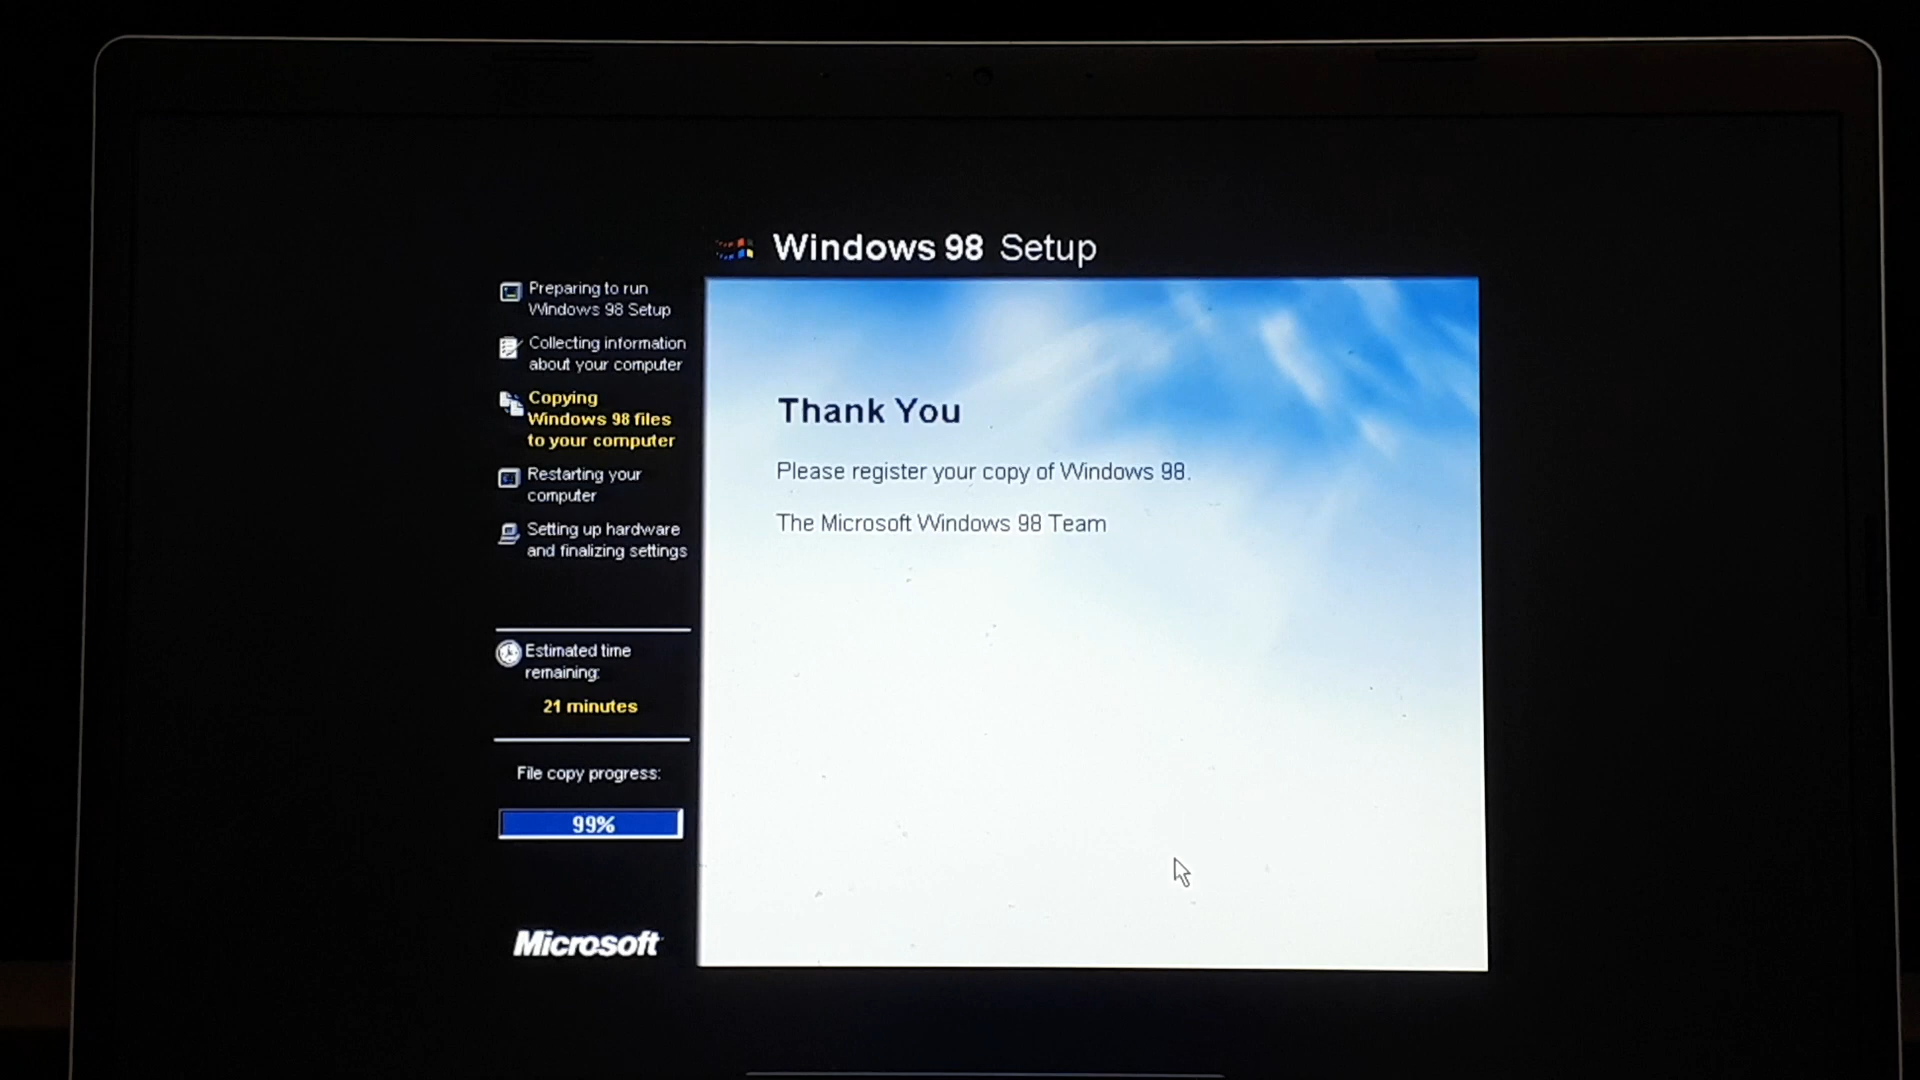 Windows 98 Setup
Preparing to run
Windows 98 Setup
Collecting information
about your computer
Copying
Windows 98 files
to your computer
Restarting your
computer
Setting up hardware
and finalizing settings
Estimated time
remaining:
21 minutes
File copy progress:
99%
Microsoft
Thank You
Please register your copy of Windows 98.
The Microsoft Windows 98 Team